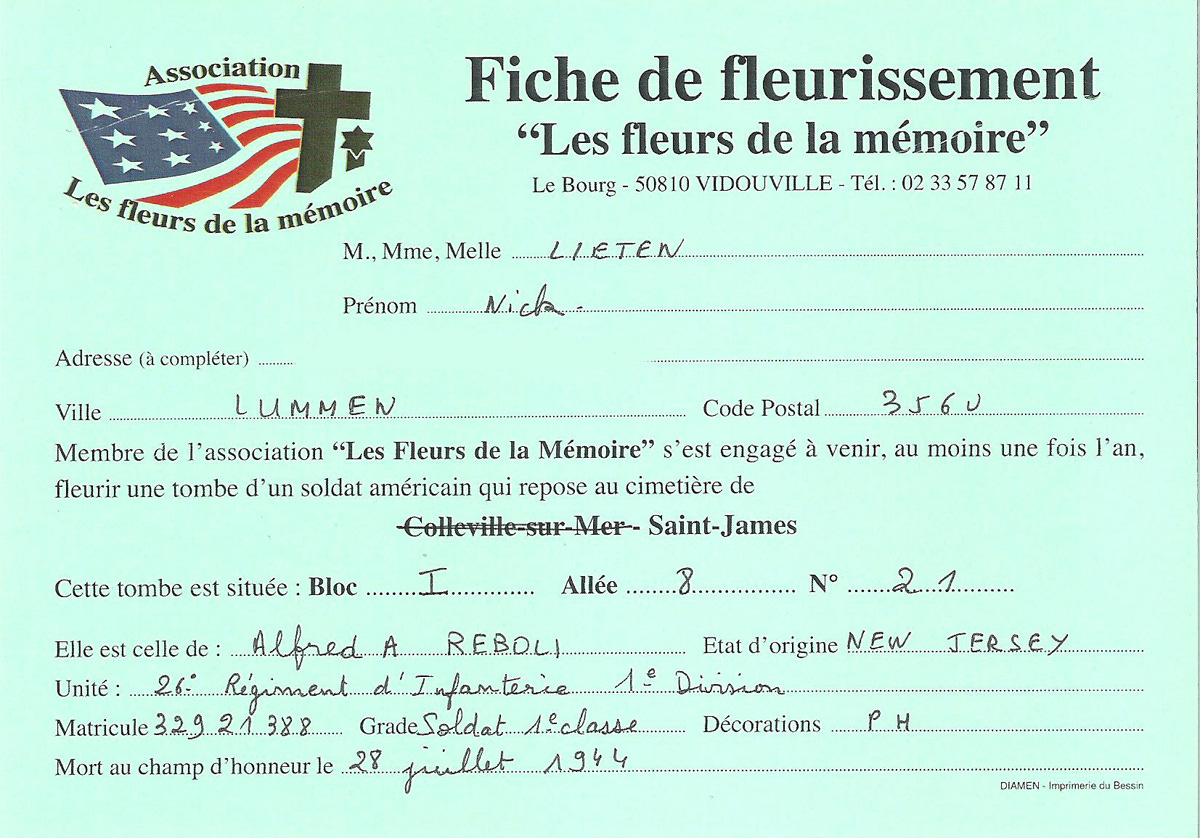 Association
Les fleurs de la mémoire
Fiche de fleurissement
“Les fleurs de la mémoire”
Le Bourg - 50810 VIDOUVILLE - Tél. : 02 33 57 87 11
M., Mme, Melle LIETEN
Prénom Nick
Adresse (à compléter)
Ville LUMMEN Code Postal 3560
Membre de l’association “Les Fleurs de la Mémoire” s’est engagé à venir, au moins une fois l’an,
fleurir une tombe d’un soldat américain qui repose au cimetière de
Colleville-sur-Mer - Saint-James
Cette tombe est située : Bloc I Allée 8 N° 21
Elle est celle de : Alfred A REBOLI Etat d’origine NEW JERSEY
Unité : 26e Régiment d'Infanterie 1e Division
Matricule 32921388 Grade Soldat 1e classe Décorations PH
Mort au champ d’honneur le 28 juillet 1944
DIAMEN - Imprimerie du Bessin